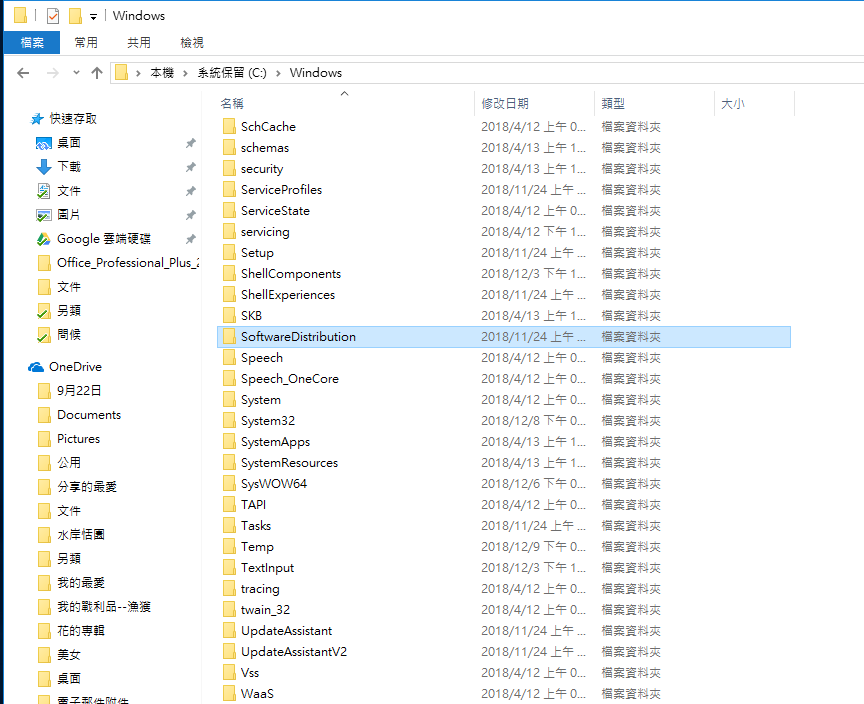 Windows
檔案 常用 共用 檢視
本機 系統保留 (C:) Windows
名稱 修改日期 類型 大小
快速存取
桌面
下載
文件
圖片
Google 雲端硬碟
Office_Professional_Plus_2
文件
另類
問候
OneDrive
9月22日
Documents
Pictures
公用
分享的最愛
文件
水岸恬園
另類
我的最愛
我的戰利品--漁獲
花的專輯
美女
桌面
電子郵件附件
SchCache 2018/4/12 上午 0... 檔案資料夾
schemas 2018/4/13 上午 1... 檔案資料夾
security 2018/4/13 上午 1... 檔案資料夾
ServiceProfiles 2018/11/24 上午 ... 檔案資料夾
ServiceState 2018/4/12 上午 0... 檔案資料夾
servicing 2018/4/12 下午 1... 檔案資料夾
Setup 2018/11/24 上午 ... 檔案資料夾
ShellComponents 2018/12/3 下午 1... 檔案資料夾
ShellExperiences 2018/11/24 上午 ... 檔案資料夾
SKB 2018/4/13 上午 1... 檔案資料夾
SoftwareDistribution 2018/11/24 上午 ... 檔案資料夾
Speech 2018/4/12 上午 0... 檔案資料夾
Speech_OneCore 2018/4/12 上午 0... 檔案資料夾
System 2018/4/12 上午 0... 檔案資料夾
System32 2018/12/8 下午 0... 檔案資料夾
SystemApps 2018/4/13 上午 1... 檔案資料夾
SystemResources 2018/4/13 上午 1... 檔案資料夾
SysWOW64 2018/12/6 下午 0... 檔案資料夾
TAPI 2018/4/12 上午 0... 檔案資料夾
Tasks 2018/11/24 上午 ... 檔案資料夾
Temp 2018/12/9 下午 0... 檔案資料夾
TextInput 2018/12/3 下午 1... 檔案資料夾
tracing 2018/4/12 上午 0... 檔案資料夾
twain_32 2018/4/12 上午 0... 檔案資料夾
UpdateAssistant 2018/11/24 上午 ... 檔案資料夾
UpdateAssistantV2 2018/11/24 上午 ... 檔案資料夾
Vss 2018/4/12 上午 0... 檔案資料夾
WaaS 2018/4/12 上午 0... 檔案資料夾